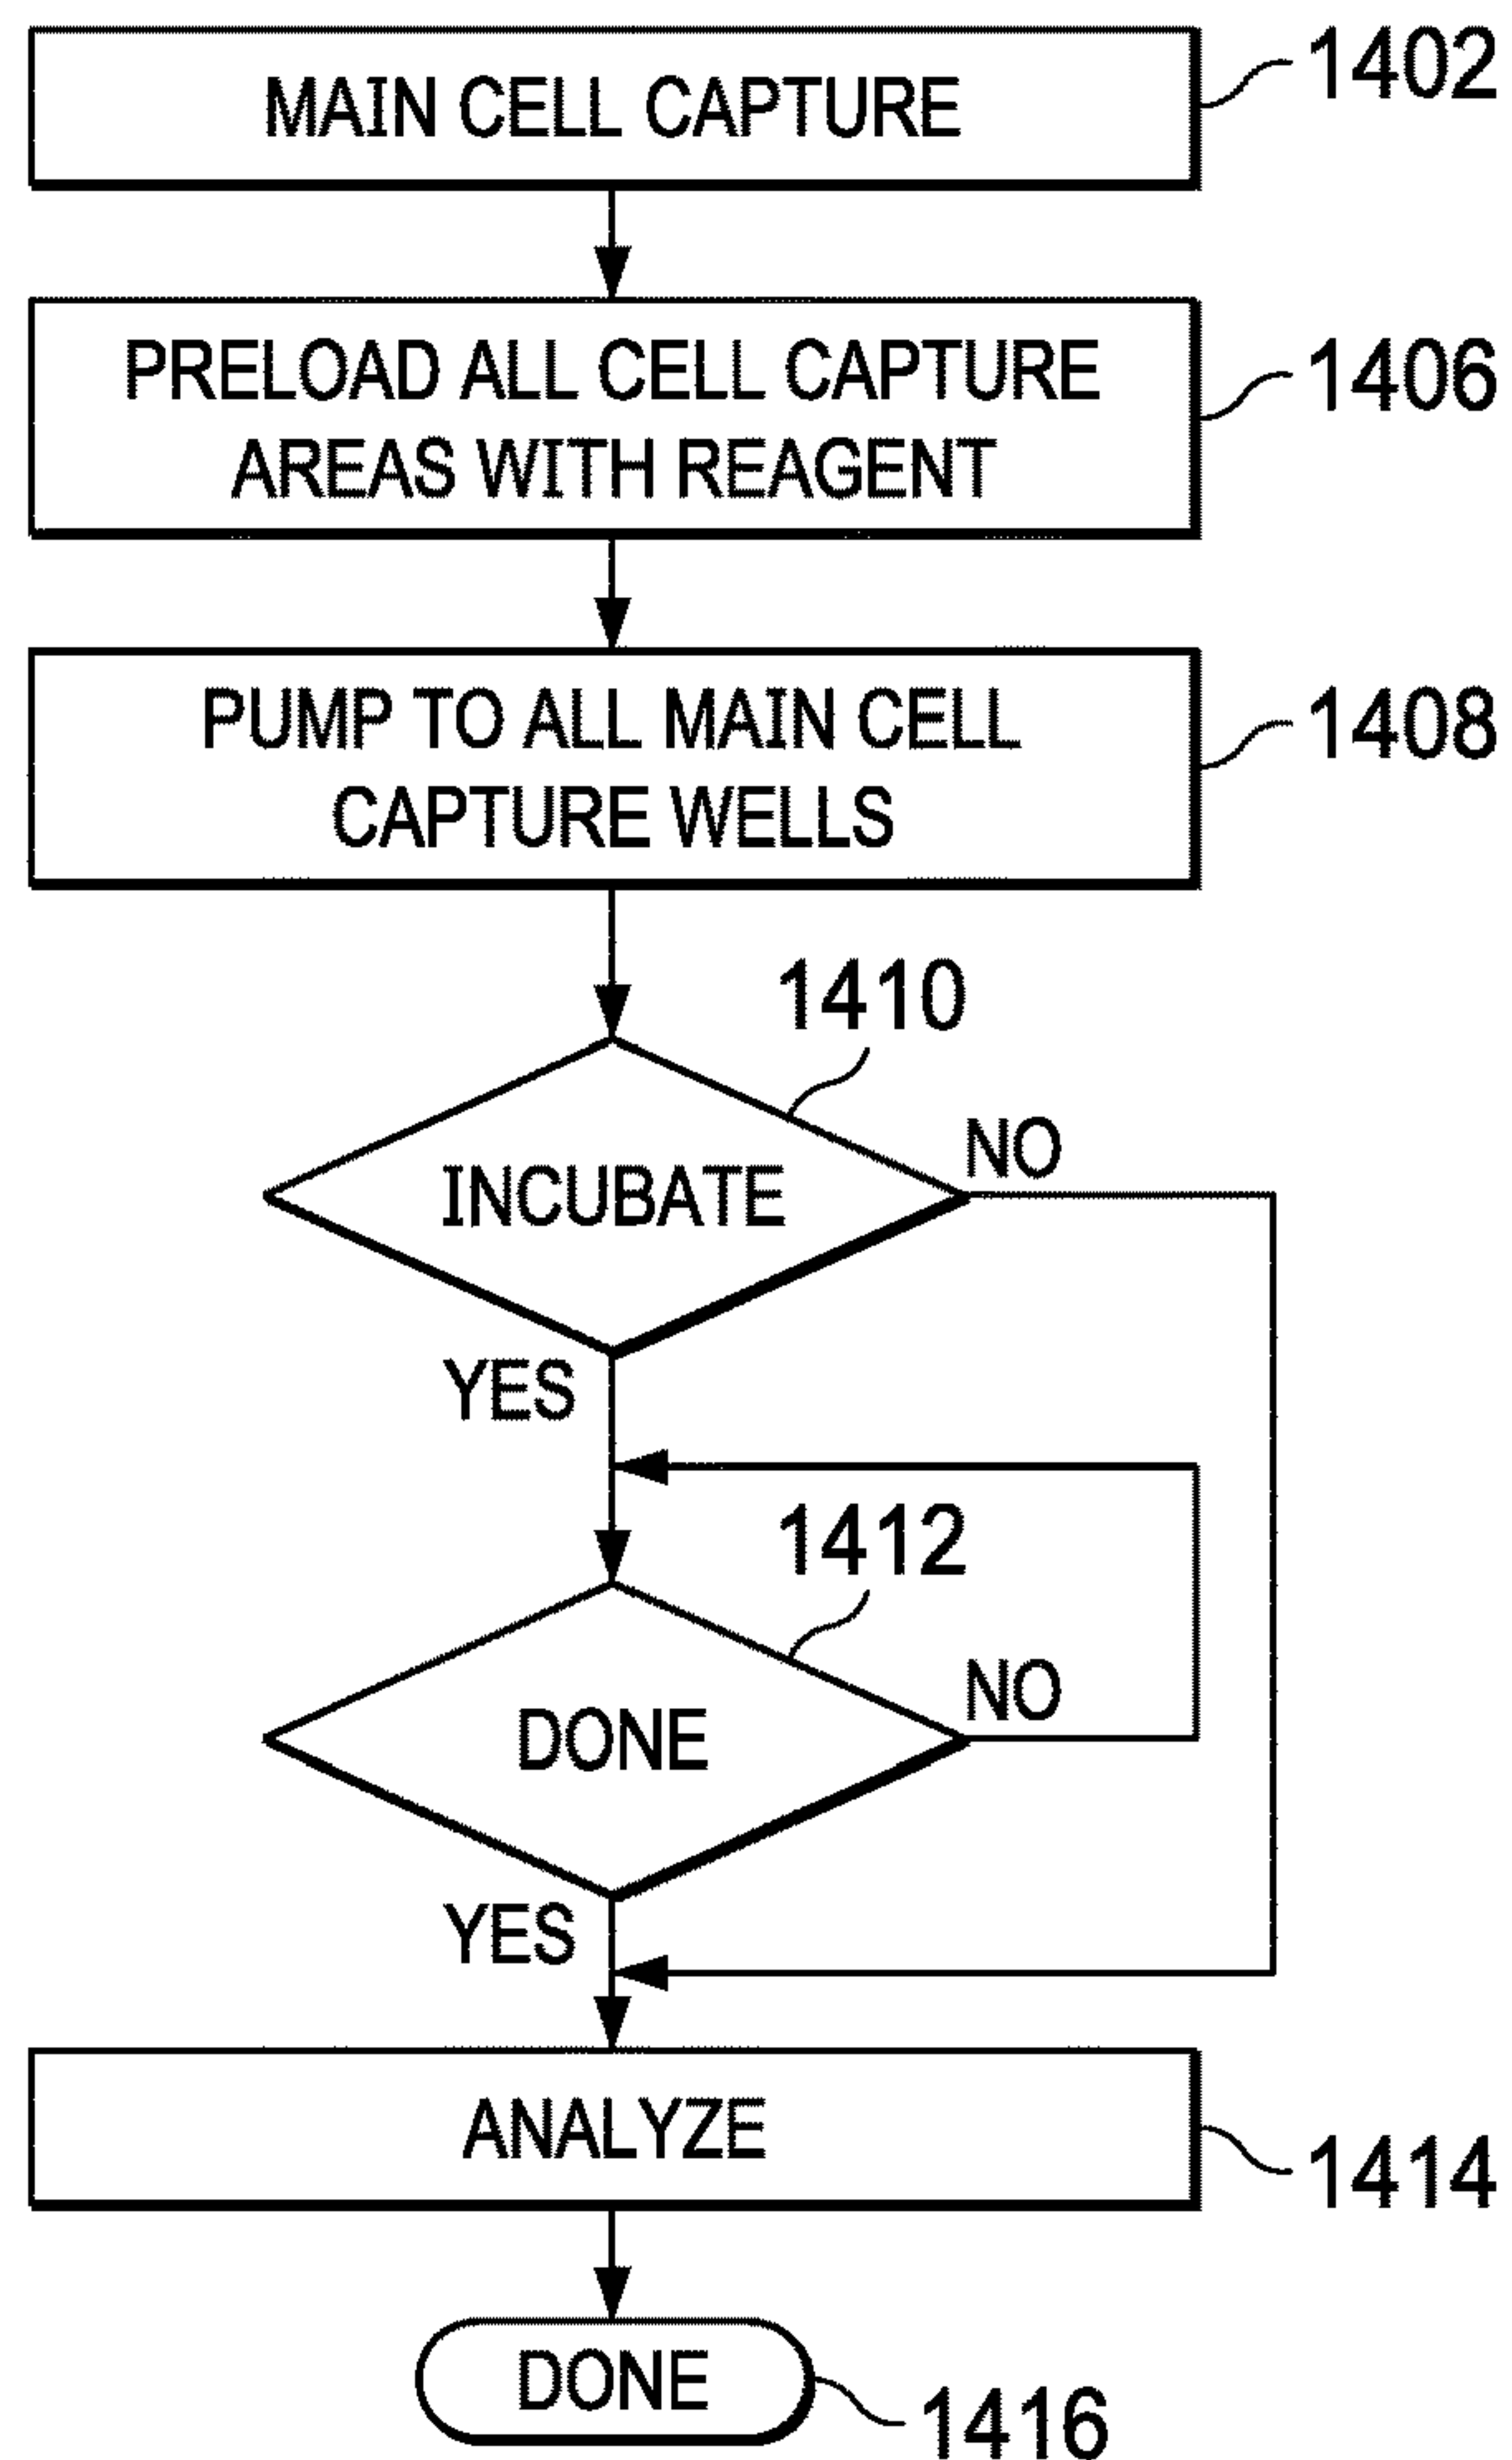 MAIN CELL CAPTURE
1402
PRELOAD ALL CELL CAPTURE
AREAS WITH REAGENT
1406
PUMP TO ALL MAIN CELL
CAPTURE WELLS
1408
1410
INCUBATE
NO
YES
1412
DONE
NO
YES
ANALYZE
1414
DONE
1416